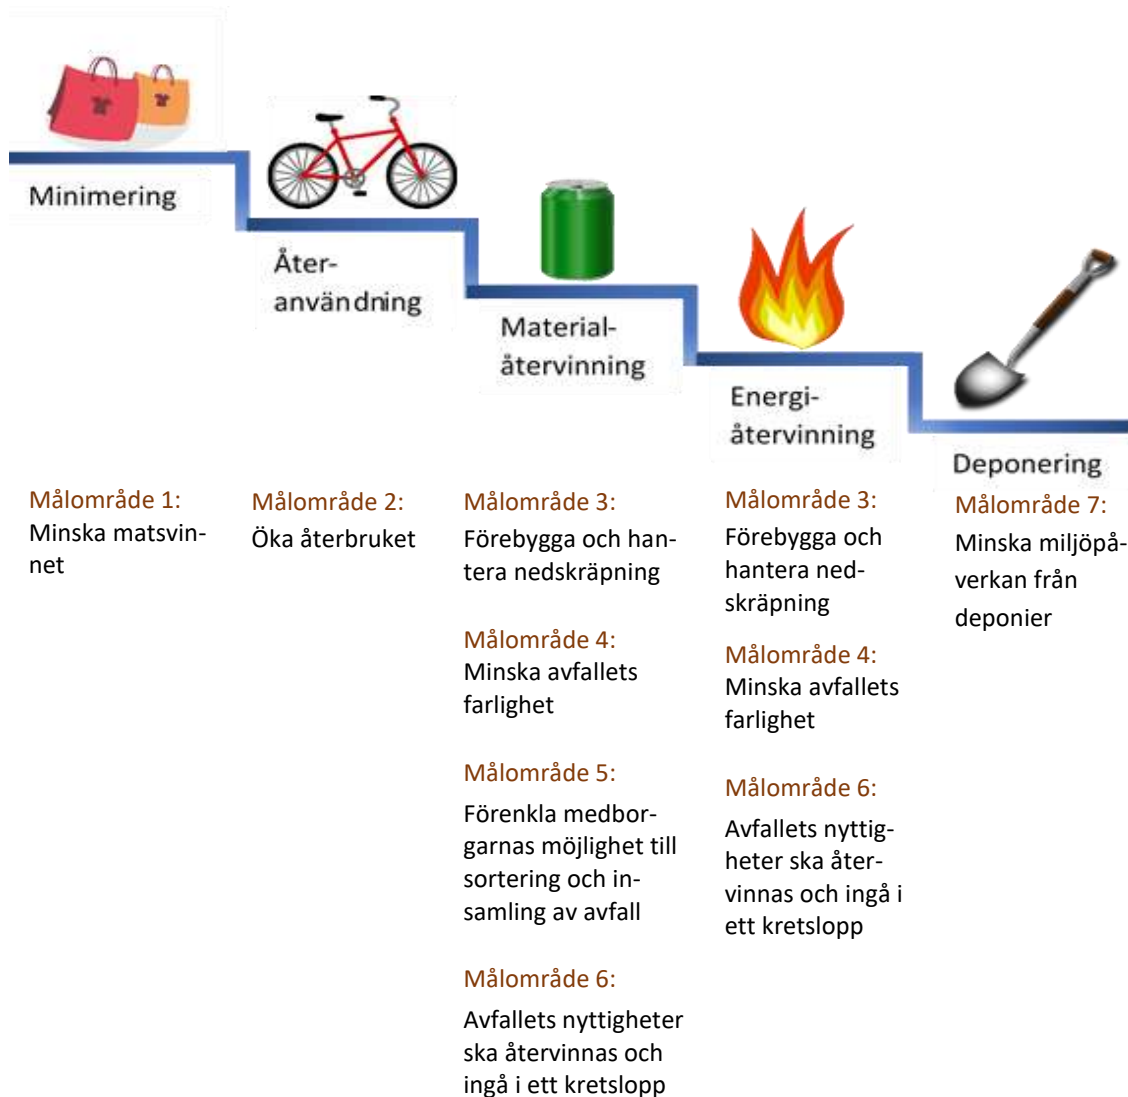 Minimering
Åter-
användning
Material-
återvinning
Energi-
återvinning
Deponering
Målområde 1:
Minska matsvin-
net
Målområde 2:
Öka återbruket
Målområde 3:
Förebygga och han-
tera nedskräpning
Målområde 4:
Minska avfallets
farlighet
Målområde 5:
Förenkla medbor-
garnas möjlighet till
sortering och in-
samling av avfall
Målområde 6:
Avfallets nyttigheter
ska återvinnas och
ingå i ett kretslopp
Målområde 3:
Förebygga och
hantera ned-
skräpning
Målområde 4:
Minska avfallets
farlighet
Målområde 6:
Avfallets nyttig-
heter ska åter-
vinnas och ingå i
ett kretslopp
Målområde 7:
Minska miljöpå-
verkan från
deponier